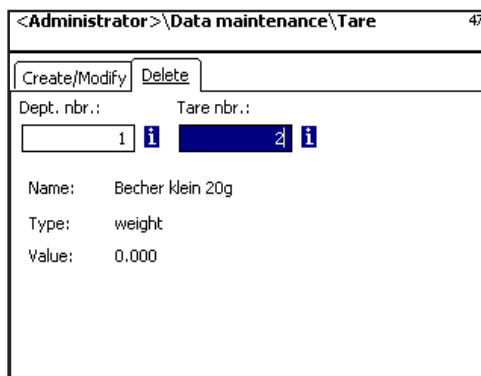 <Administrator>\Data maintenance\Tare 47
Create/Modify Delete
Dept. nbr.: Tare nbr.:
1 i 2 i
Name: Becher klein 20g
Type: weight
Value: 0.000